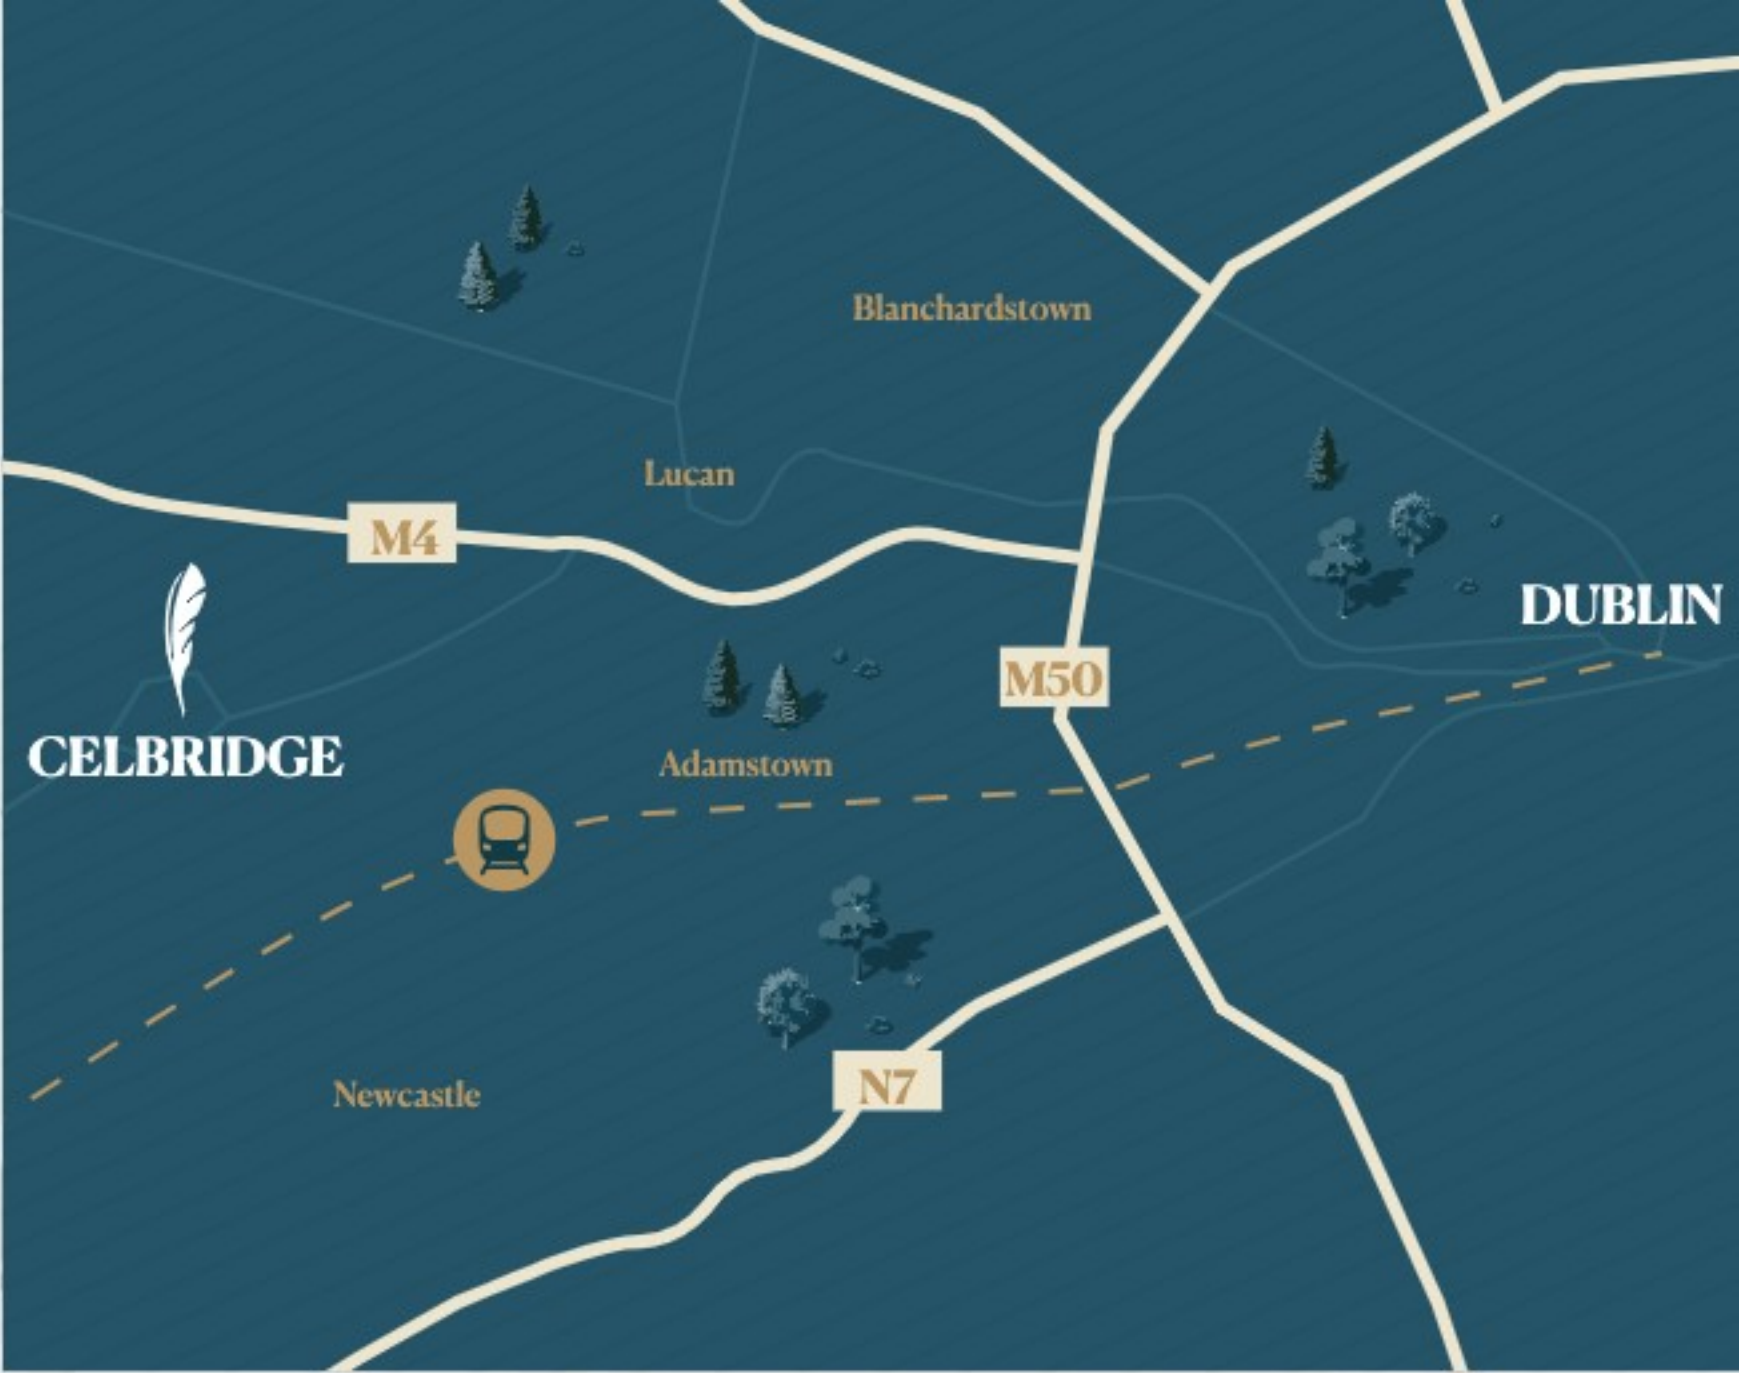 Blanchardstown
Lucan
M4
DUBLIN
M50
CELBRIDGE
Adamstown
N7
Newcastle